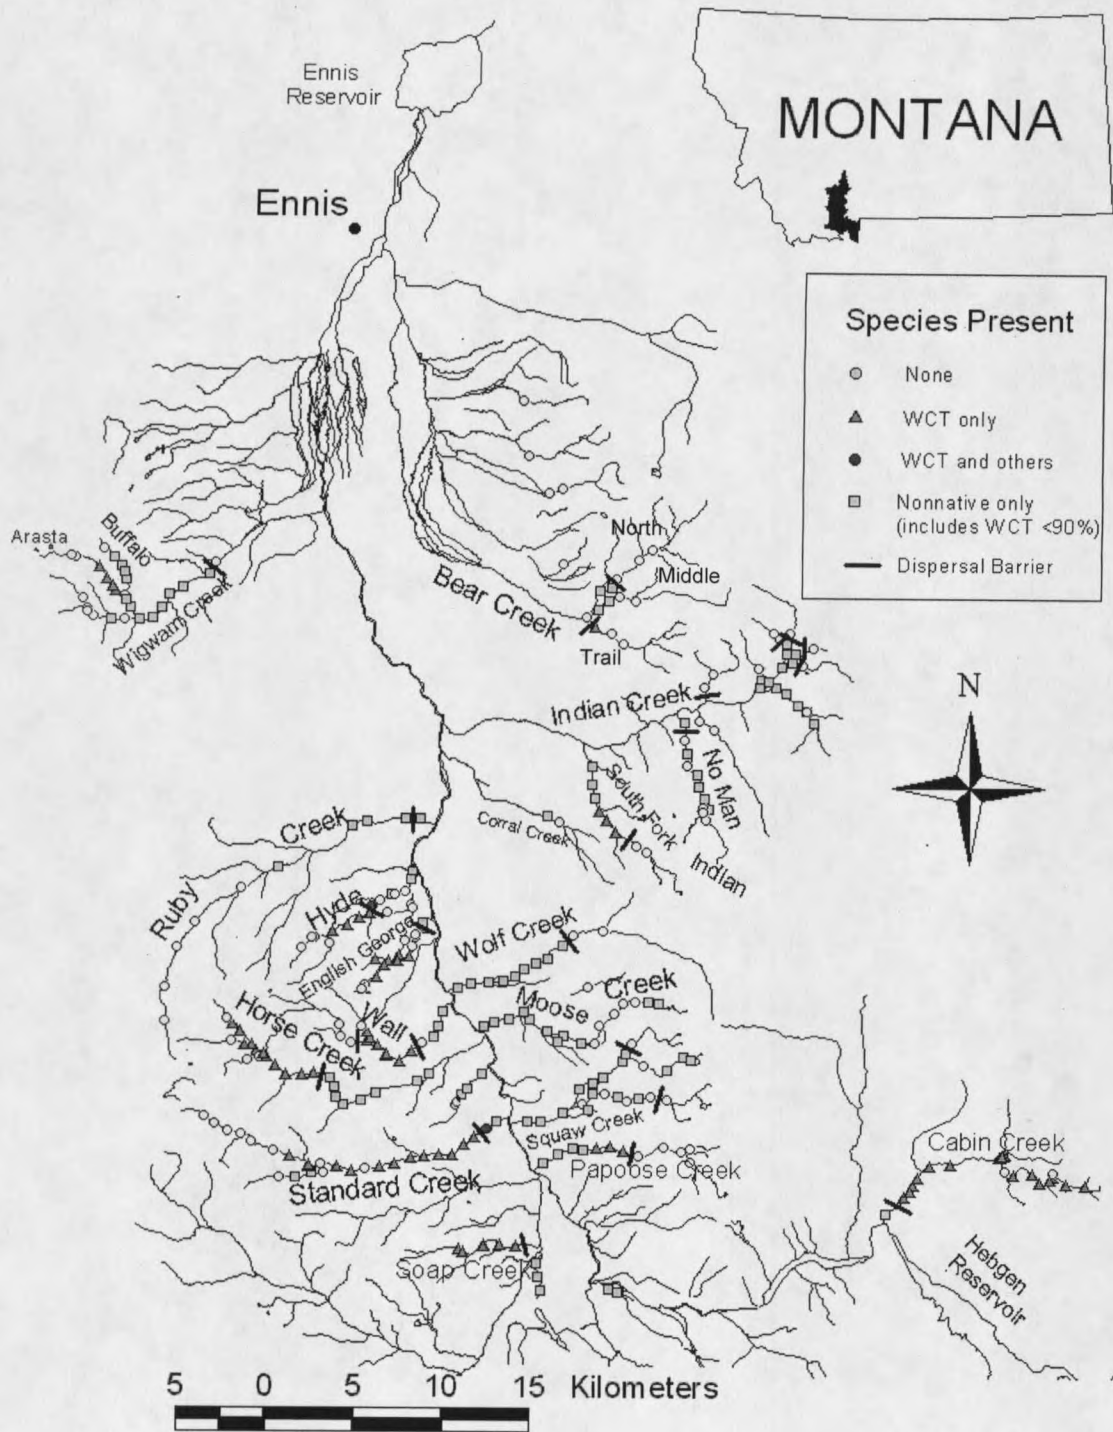 Ennis
Reservoir
MONTANA
Ennis
Species Present
None
WCT only
WCT and others
Nonnative only
(includes WCT <90%)
Dispersal Barrier
Arasta
Buffalo
Wigwam Creek
North
Middle
Bear Creek
Trail
Indian Creek
N
No Man
South Fork
Indian
Corral Creek
Creek
Ruby
Hyde
English George
Wolf Creek
Moose
Creek
Wall
Horse Creek
Squaw Creek
Papoose Creek
Cabin Creek
Standard Creek
Soap Creek
Hebgen
Reservoir
5 0 5 10 15 Kilometers